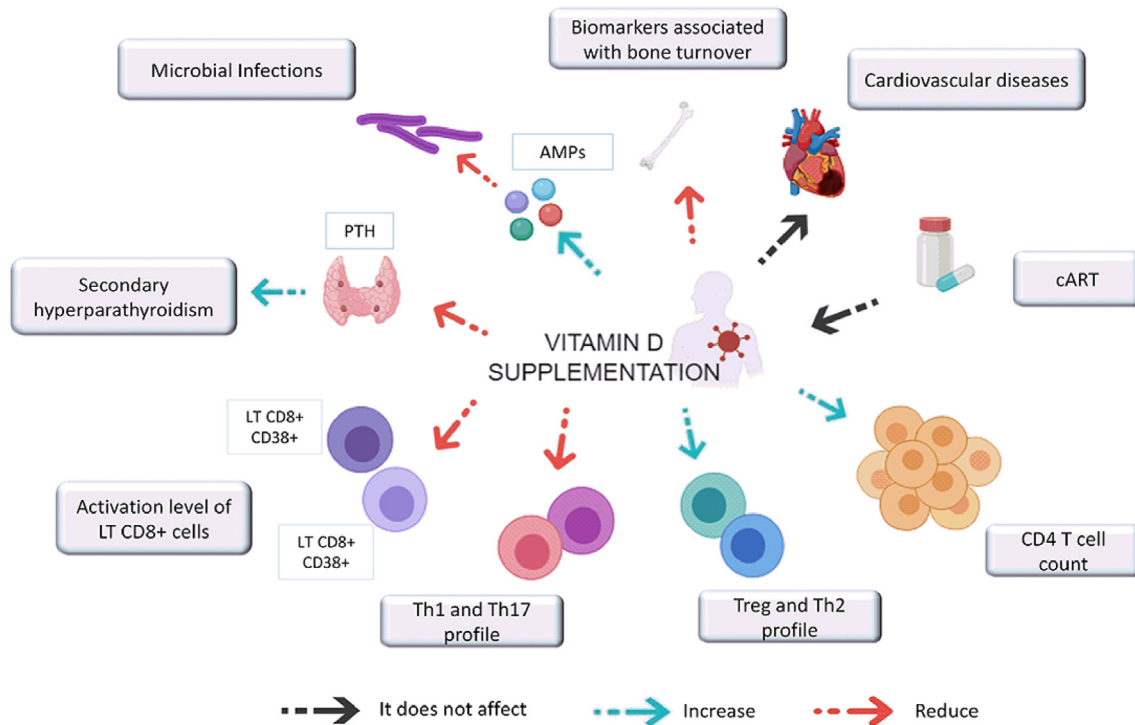 Biomarkers associated
with bone turnover
Microbial Infections
Cardiovascular diseases
AMPs
PTH
Secondary
hyperparathyroidism
cART
VITAMIN D
SUPPLEMENTATION
LT CD8+
CD38+
Activation level of
LT CD8+ cells
LT CD8+
CD38+
CD4 T cell
count
Th1 and Th17
profile
Treg and Th2
profile
It does not affect
Increase
Reduce